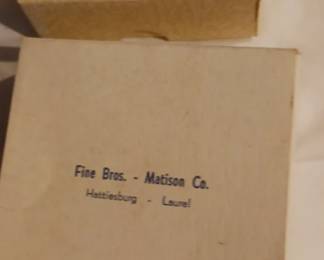 Fine Bros. - Matison Co.
Hattiesburg - Laurel